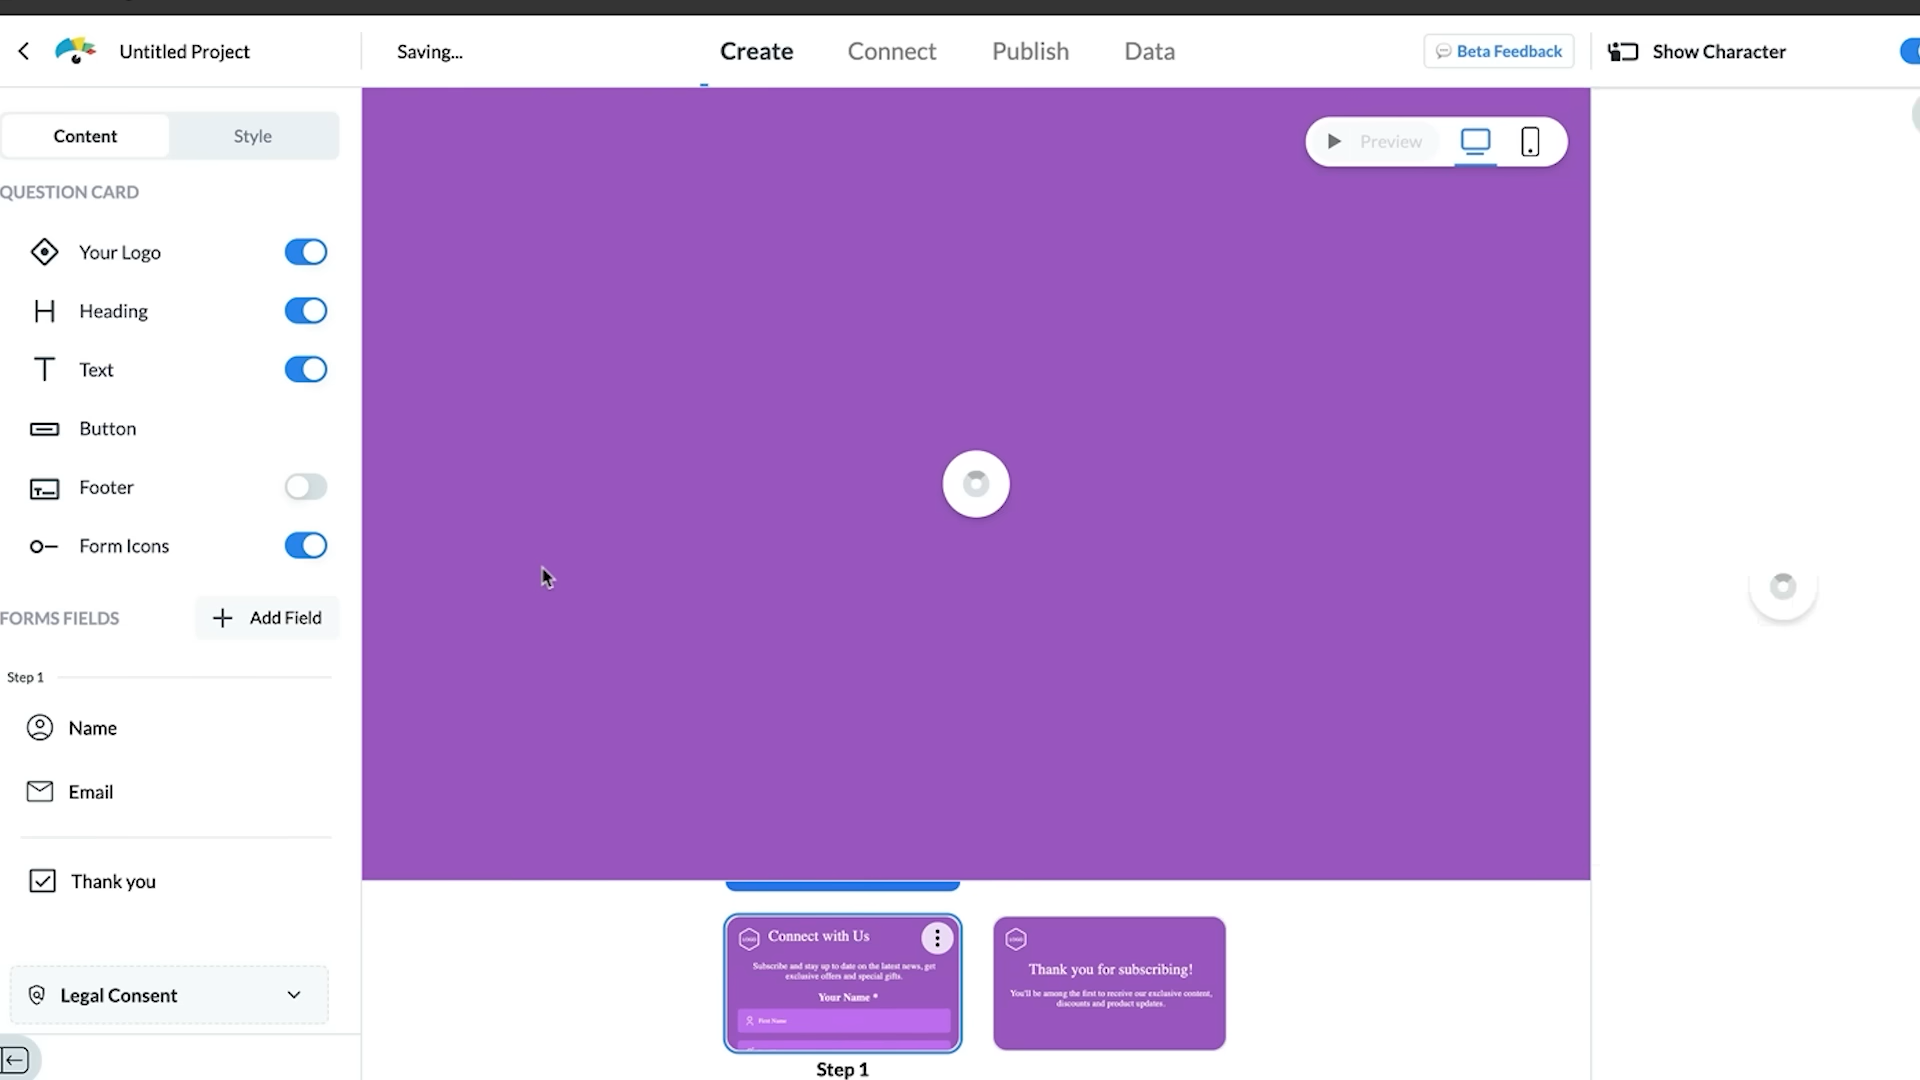 Untitled Project
Saving...
Create
Connect
Publish
Data
Beta Feedback
Show Character
Content
Style
Preview
QUESTION CARD
Your Logo
Heading
Text
Button
Footer
Form Icons
FORMS FIELDS
Add Field
Step 1
Name
Email
Thank you
Legal Consent
LOGO
Connect with Us
Subscribe and stay up to date on the latest news, get
exclusive offers and special gifts.
Your Name *
First Name
Step 1
LOGO
Thank you for subscribing!
You'll be among the first to receive our exclusive content,
discounts and product updates.